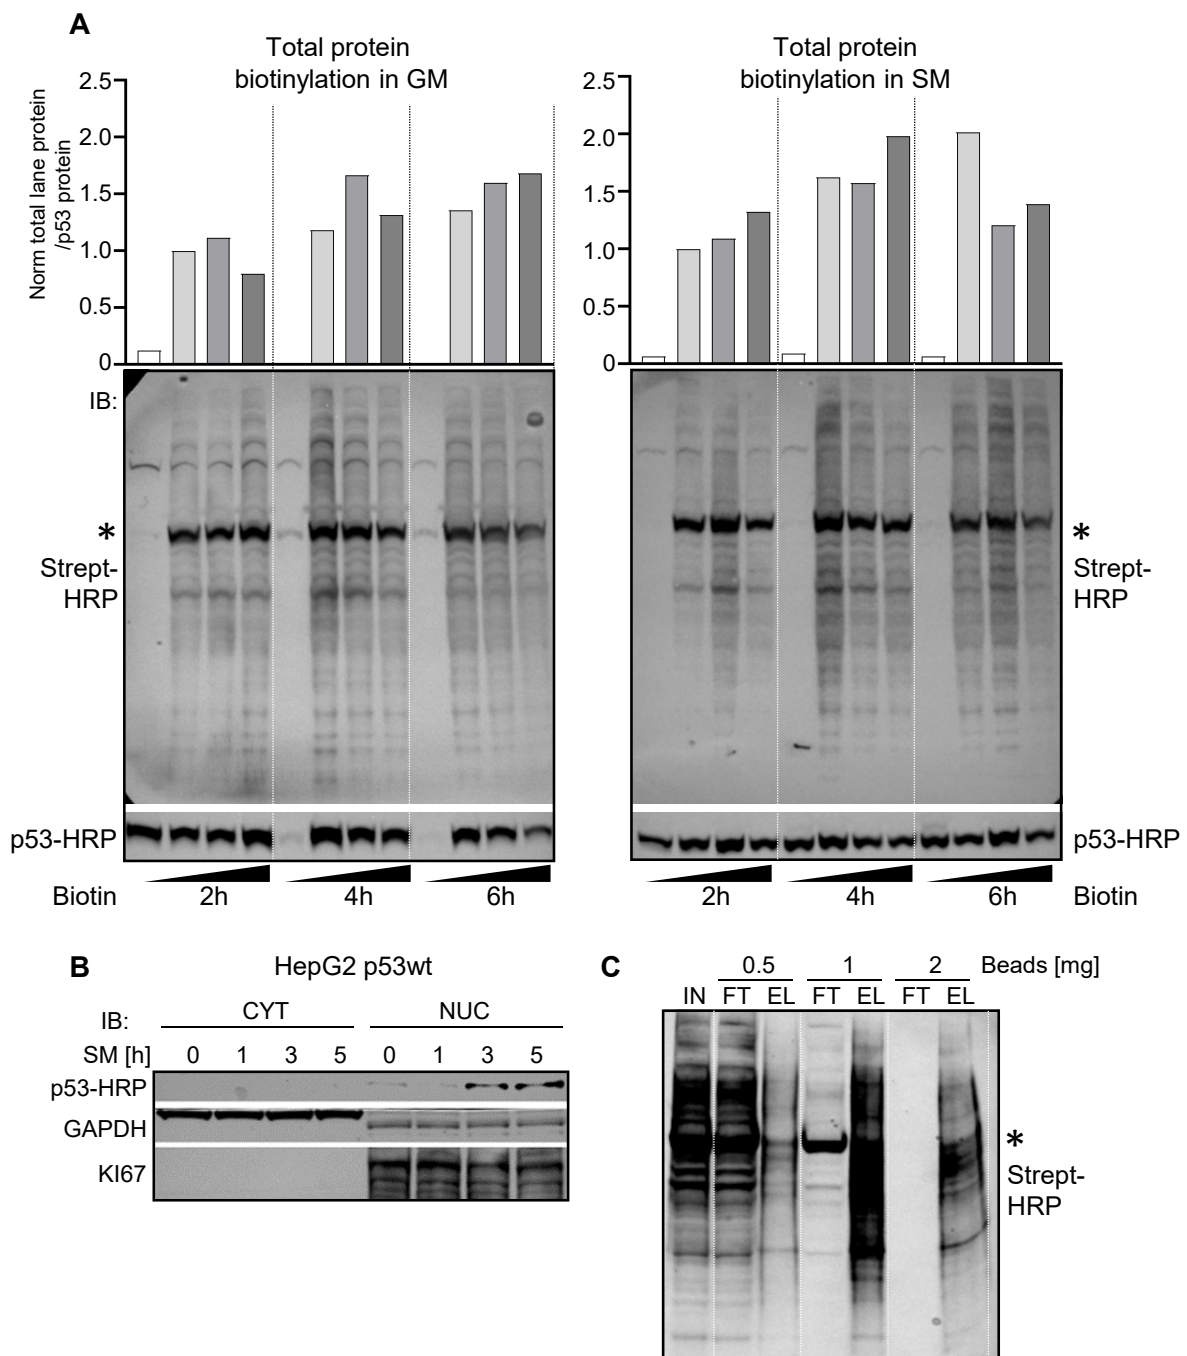 A
Total protein
biotinylation in GM
Total protein
biotinylation in SM
Norm total lane protein
/p53 protein
2.5
2.0
1.5
1.0
0.5
0
2.5
2.0
1.5
1.0
0.5
0
IB:
*
Strept-
HRP
*
Strept-
HRP
p53-HRP
p53-HRP
Biotin 2h 4h 6h
2h 4h 6h Biotin
B HepG2 p53wt
IB: CYT NUC
SM [h] 0 1 3 5 0 1 3 5
p53-HRP
GAPDH
KI67
C
0.5 1 2 Beads [mg]
IN FT EL FT EL FT EL
*
Strept-
HRP